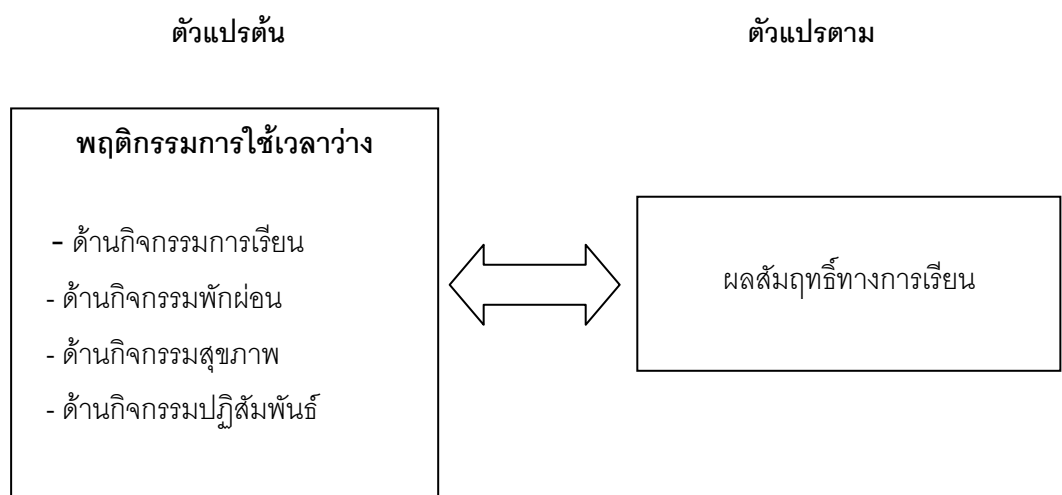 ตัวแปรต้น
ตัวแปรตาม
พฤติกรรมการใช้เวลาว่าง
- ด้านกิจกรรมการเรียน
- ด้านกิจกรรมพักผ่อน
- ด้านกิจกรรมสุขภาพ
- ด้านกิจกรรมปฏิสัมพันธ์
ผลสัมฤทธิ์ทางการเรียน